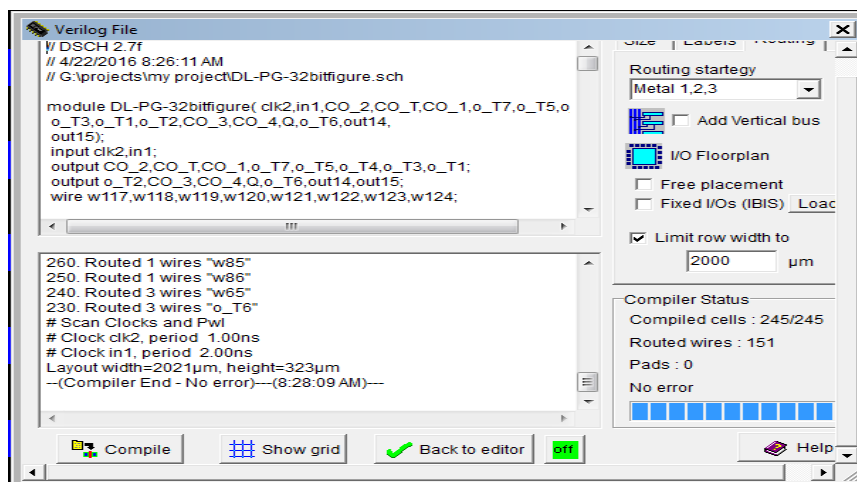 Verilog File
// DSCH 2.7f
// 4/22/2016 8:26:11 AM
// G:\projects\my project\DL-PG-32bitfigure.sch
module DL-PG-32bitfigure( clk2,in1,CO_2,CO_T,CO_1,o_T7,o_T5,o
o_T3,o_T1,o_T2,CO_3,CO_4,Q,o_T6,out14,
out15);
input clk2,in1;
output CO_2,CO_T,CO_1,o_T7,o_T5,o_T4,o_T3,o_T1;
output o_T2,CO_3,CO_4,Q,o_T6,out14,out15;
wire w117,w118,w119,w120,w121,w122,w123,w124;
260. Routed 1 wires "w85"
250. Routed 1 wires "w86"
240. Routed 3 wires "w65"
230. Routed 3 wires "o_T6"
# Scan Clocks and Pwl
# Clock clk2, period 1.00ns
# Clock in1, period 2.00ns
Layout width=2021µm, height=323µm
--(Compiler End - No error)---(8:28:09 AM)---
Size Labels Routing
Routing startegy
Metal 1,2,3
Add Vertical bus
I/O Floorplan
Free placement
Fixed I/Os (IBIS) Load
Limit row width to
2000 µm
Compiler Status
Compiled cells : 245/245
Routed wires : 151
Pads : 0
No error
Compile Show grid Back to editor off Help